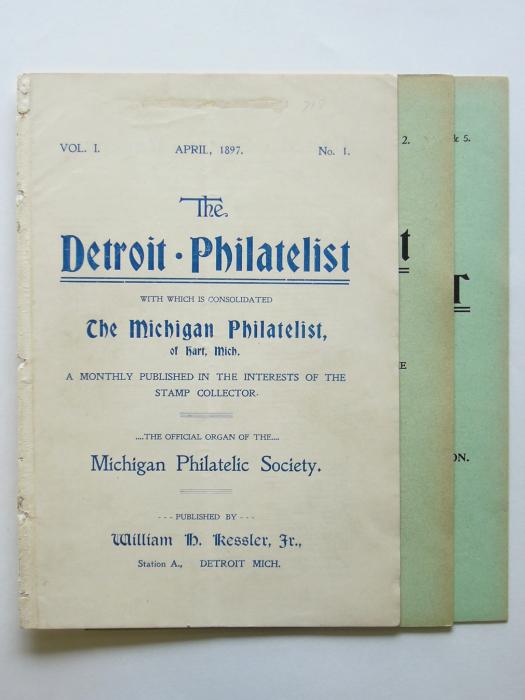 VOL. I. APRIL, 1897. No. 1.
The
Detroit · Philatelist
WITH WHICH IS CONSOLIDATED
The Michigan Philatelist,
of Hart, Mich.
A MONTHLY PUBLISHED IN THE INTERESTS OF THE
STAMP COLLECTOR.
....THE OFFICIAL ORGAN OF THE....
Michigan Philatelic Society.
- - - PUBLISHED BY - - -
William H. Kessler, Jr.,
Station A., DETROIT MICH.
2.
t
E
& 5.
T
ON.